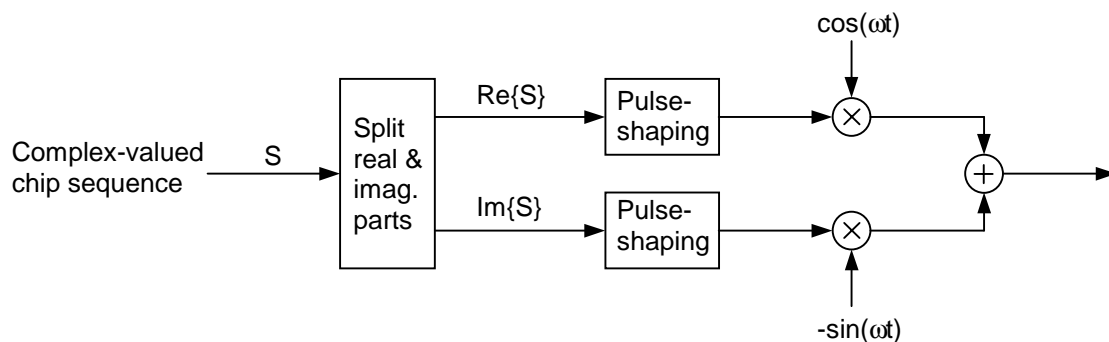 cos(ωt)
Complex-valued
chip sequence
S
Split
real &
imag.
parts
Re{S}
Pulse-
shaping
Im{S}
Pulse-
shaping
-sin(ωt)